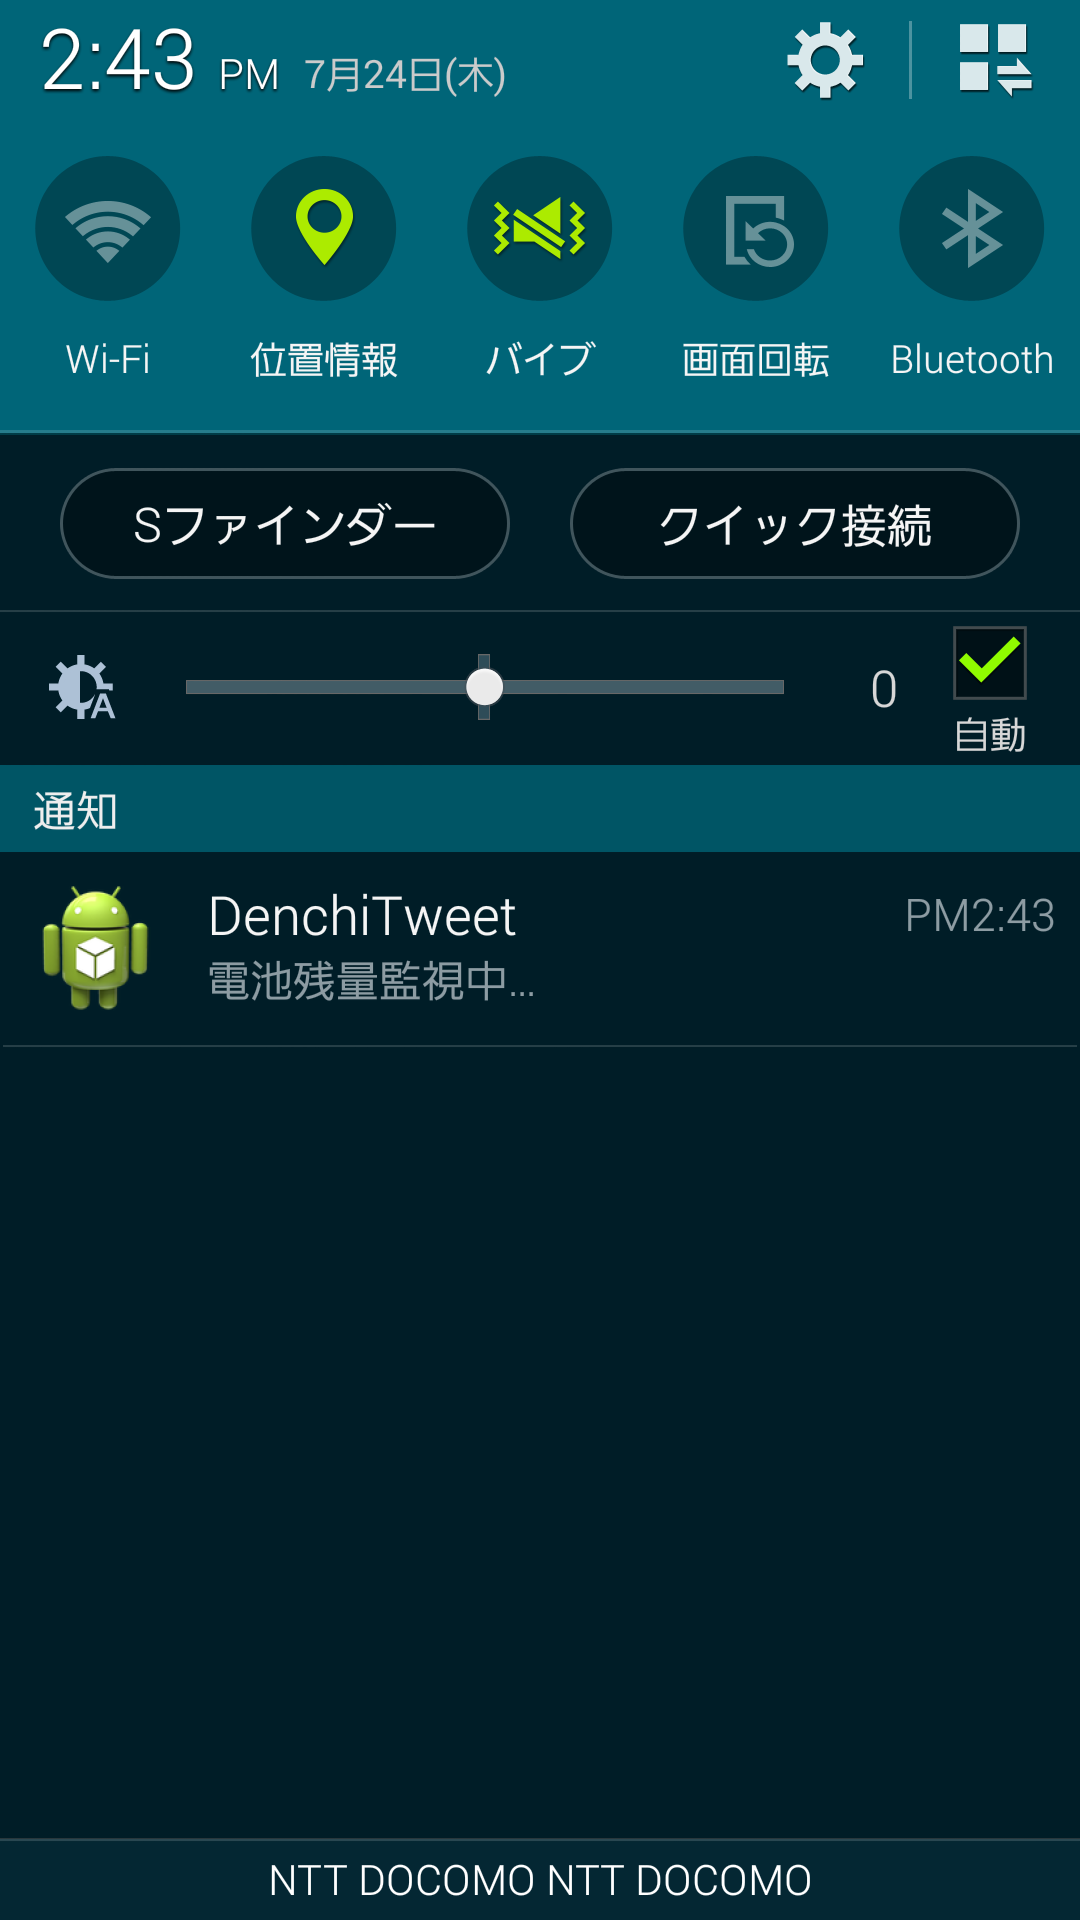 2:43 PM 7月24日(木)
Wi-Fi 位置情報 バイブ 画面回転 Bluetooth
Sファインダー クイック接続
A 0
自動
通知
DenchiTweet PM2:43
電池残量監視中...
NTT DOCOMO NTT DOCOMO